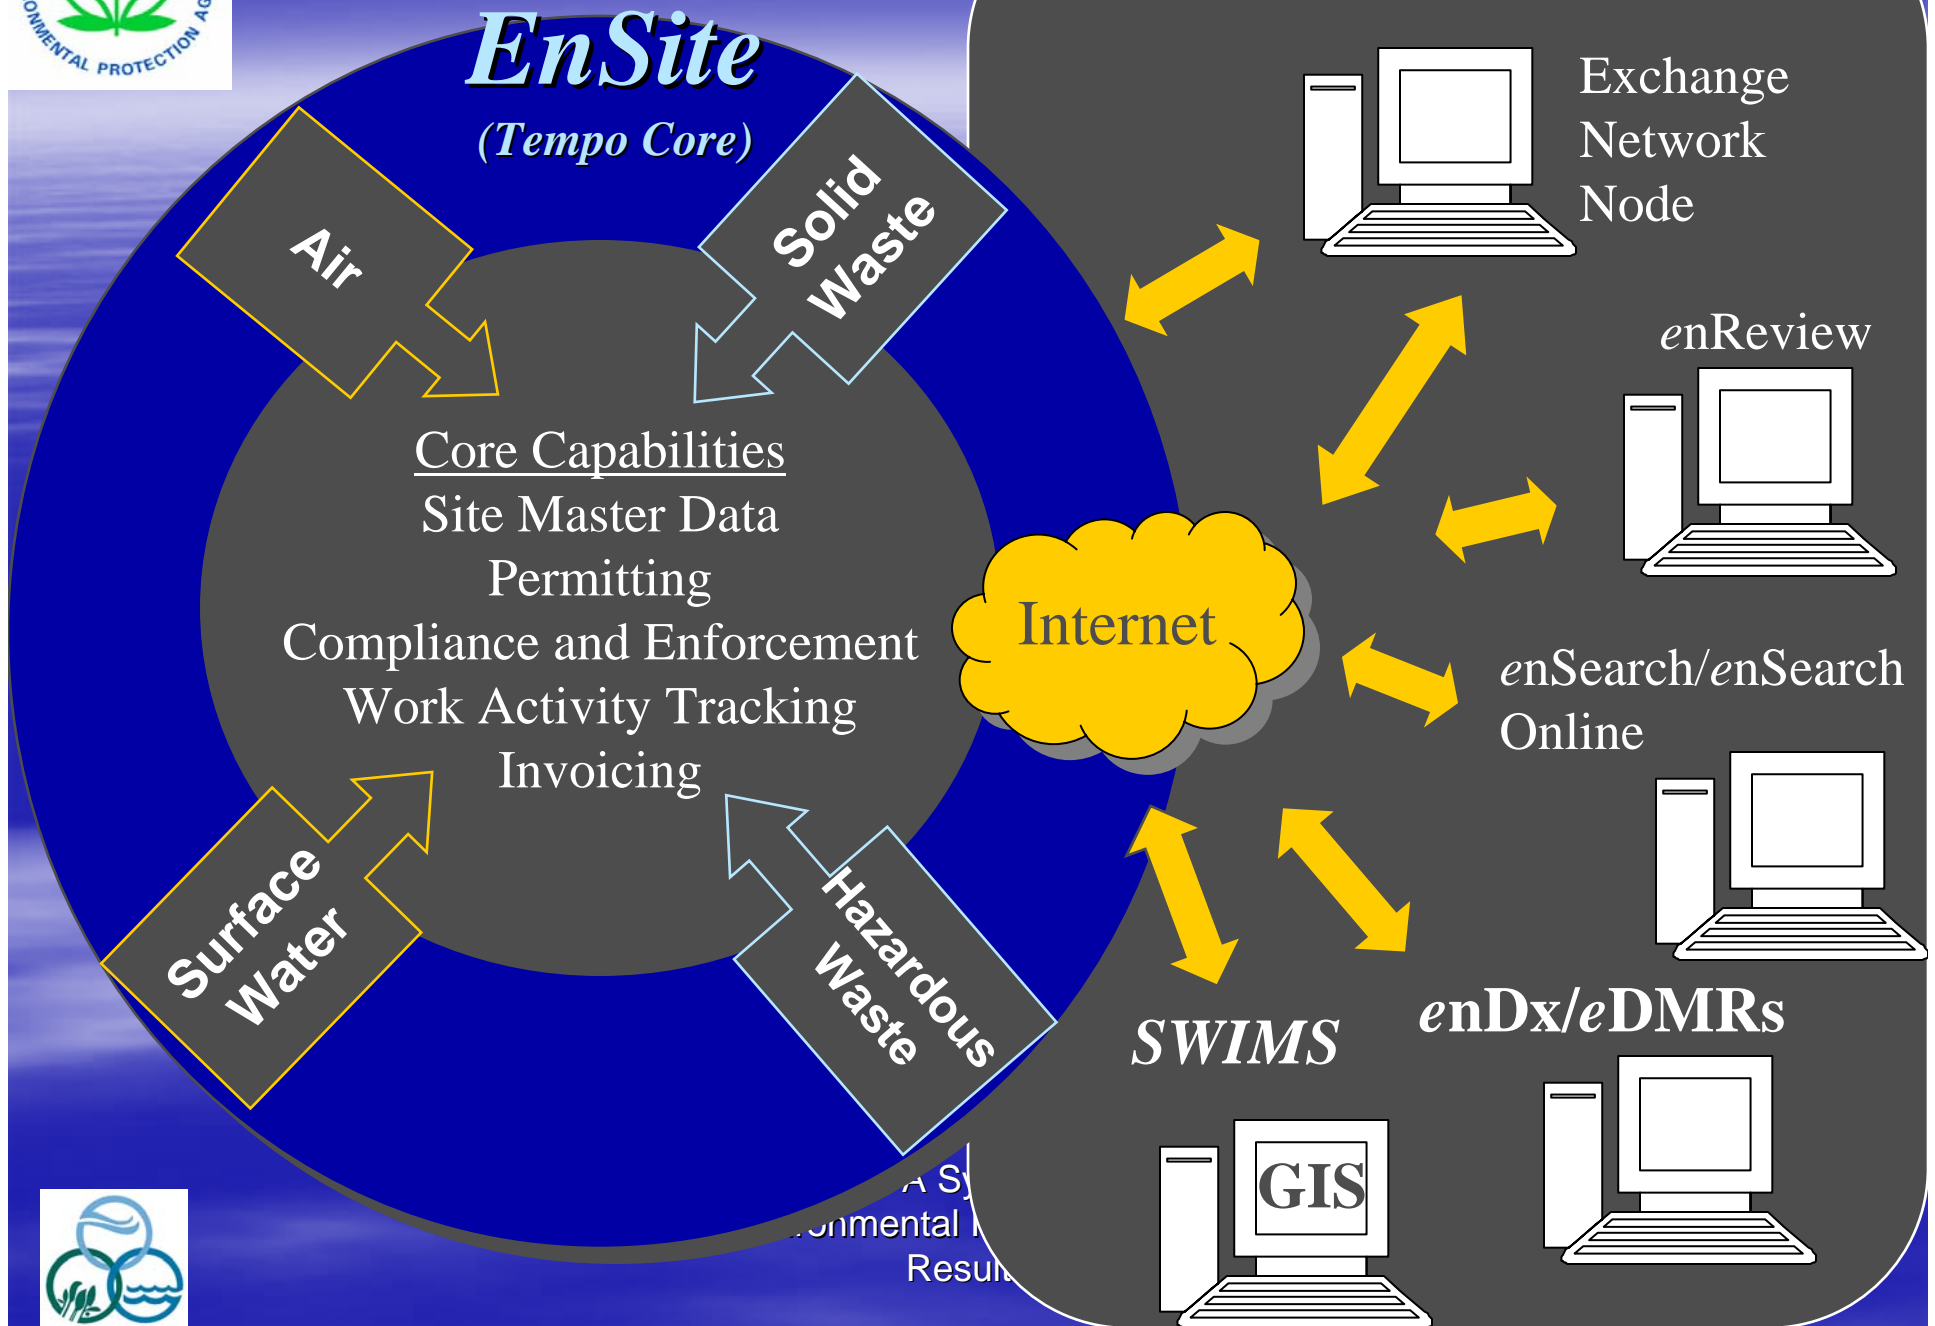 PROTECTION
EnSite
(Tempo Core)
Air
Solid
Waste
Core Capabilities
Site Master Data
Permitting
Compliance and Enforcement
Work Activity Tracking
Invoicing
Surface
Water
Hazardous
Waste
Internet
Exchange
Network
Node
enReview
enSearch/enSearch
Online
enDx/eDMRs
SWIMS
GIS